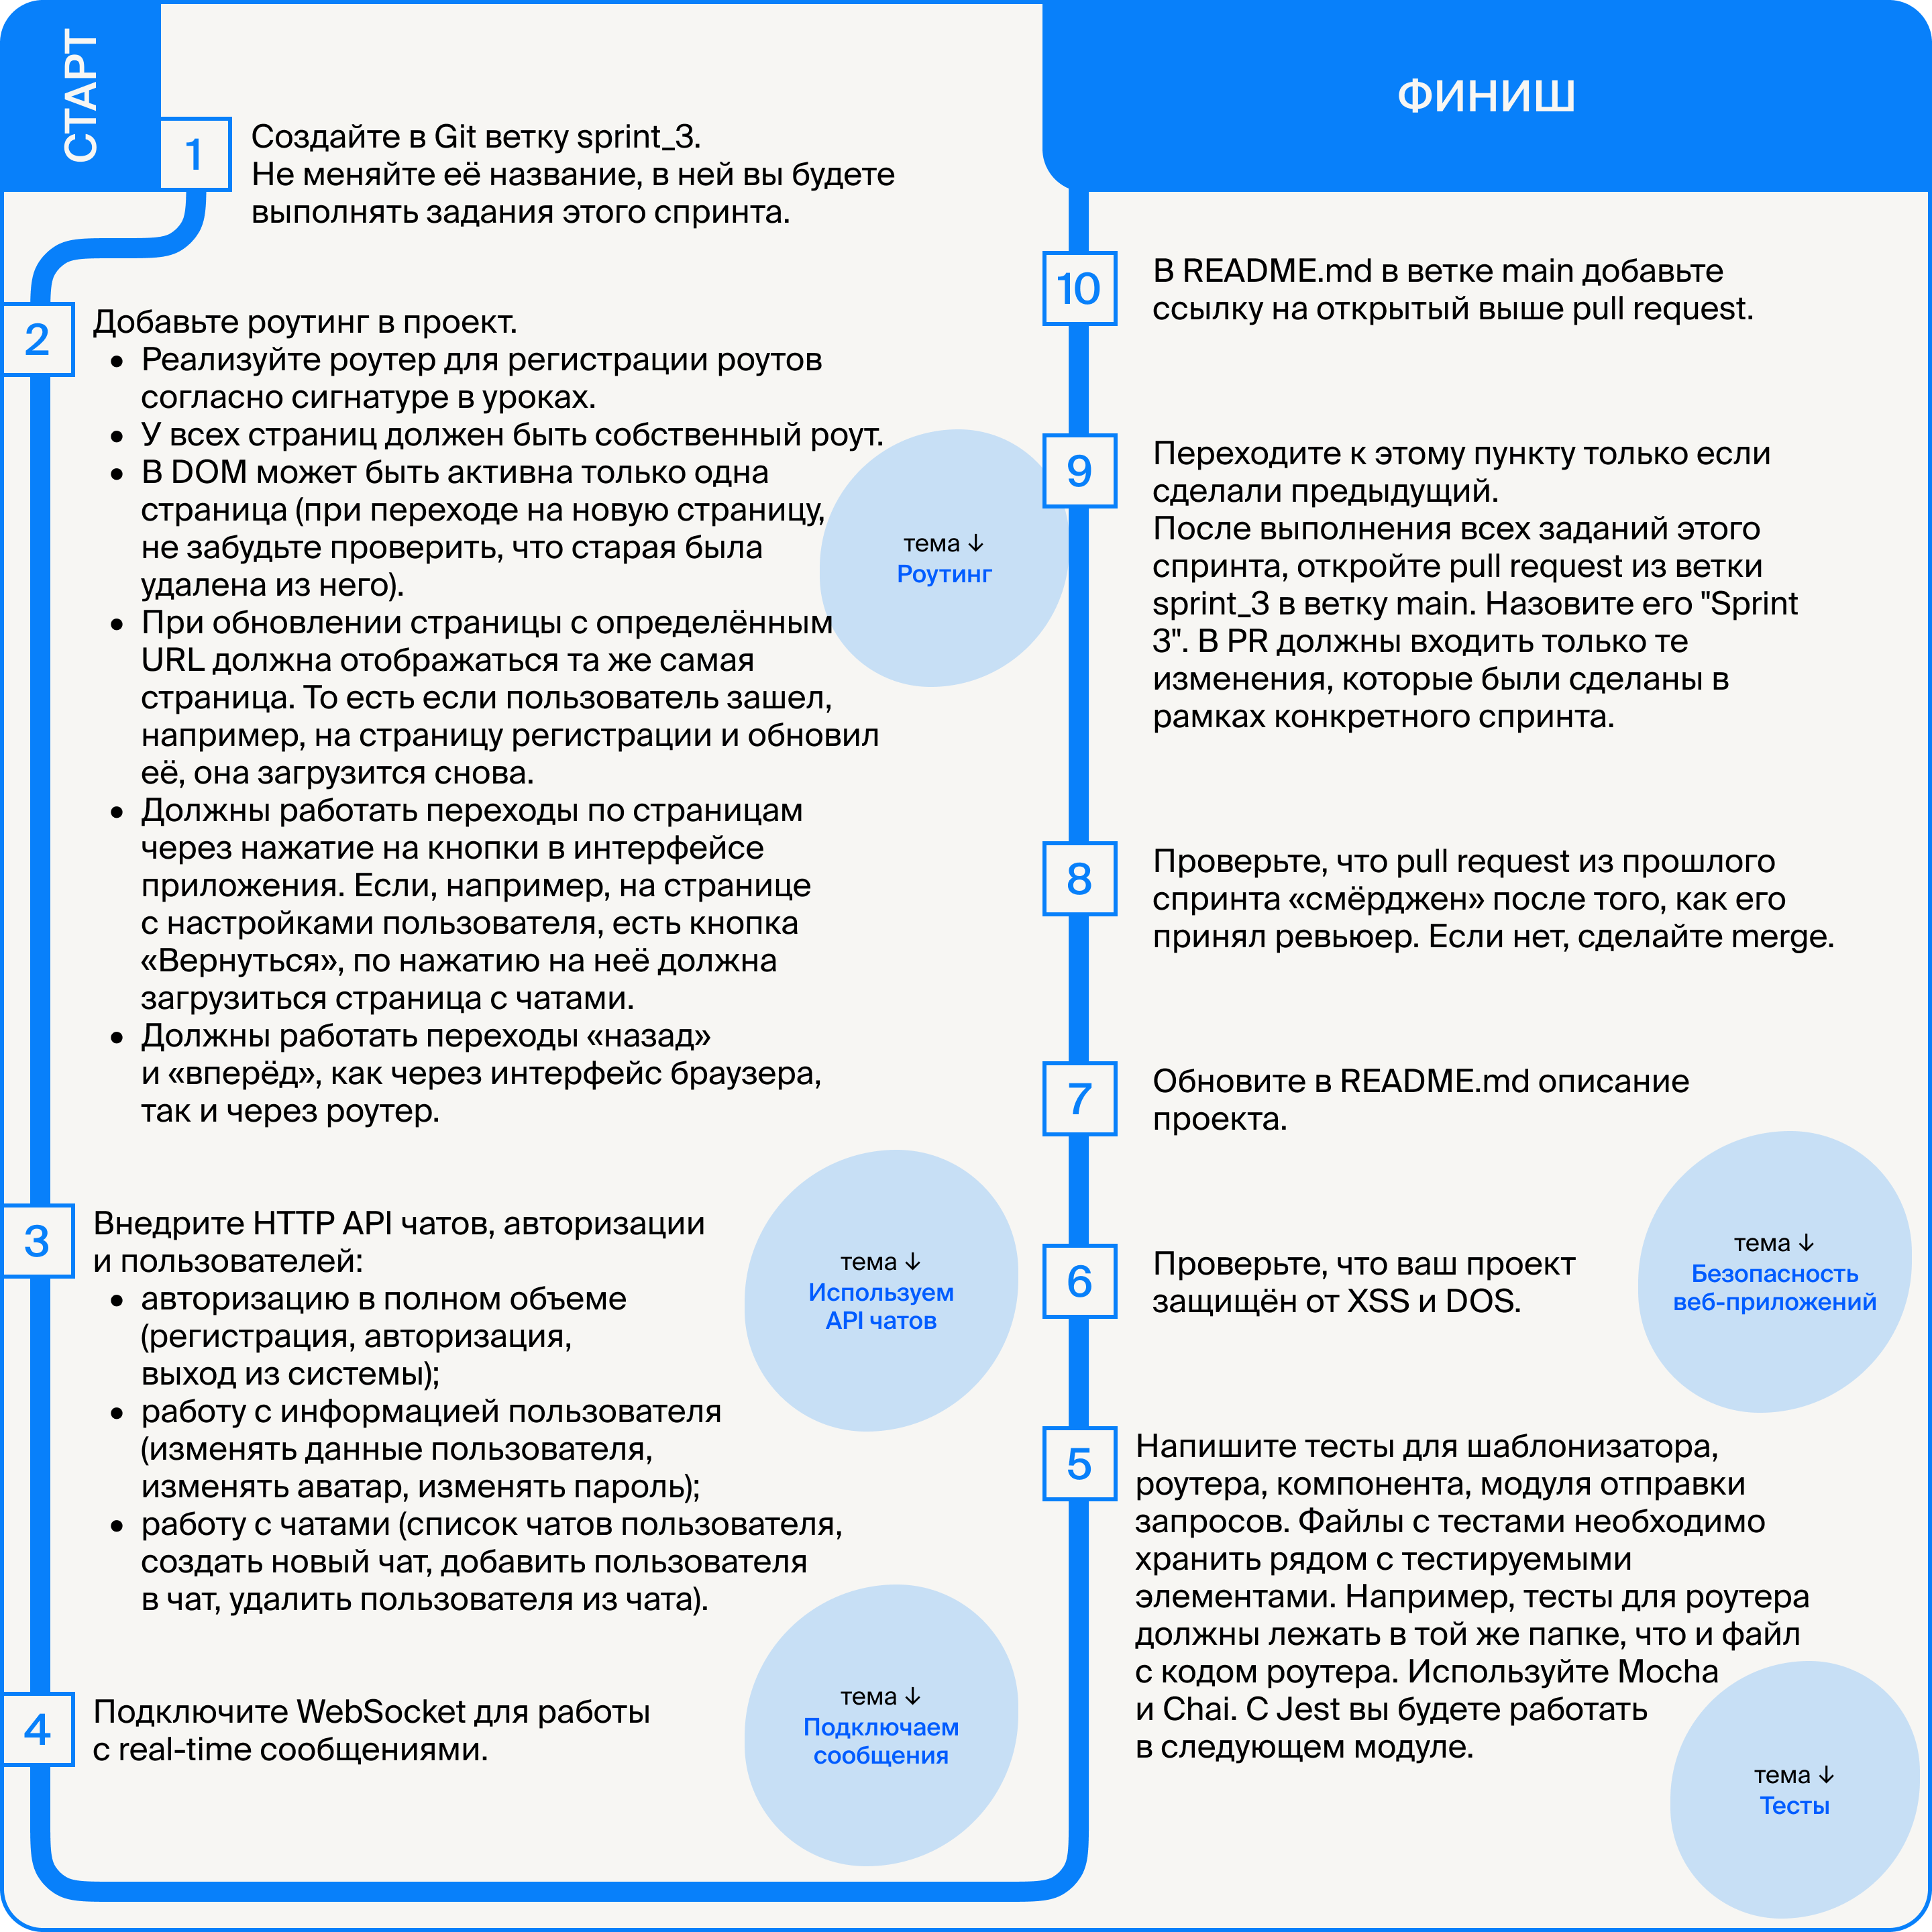 СТАРТ
1
Создайте в Git ветку sprint_3.
Не меняйте её название, в ней вы будете
выполнять задания этого спринта.
2
Добавьте роутинг в проект.
• Реализуйте роутер для регистрации роутов
согласно сигнатуре в уроках.
• У всех страниц должен быть собственный роут.
• В DOM может быть активна только одна
страница (при переходе на новую страницу,
не забудьте проверить, что старая была
удалена из него).
• При обновлении страницы с определённым
URL должна отображаться та же самая
страница. То есть если пользователь зашел,
например, на страницу регистрации и обновил
её, она загрузится снова.
• Должны работать переходы по страницам
через нажатие на кнопки в интерфейсе
приложения. Если, например, на странице
с настройками пользователя, есть кнопка
«Вернуться», по нажатию на неё должна
загрузиться страница с чатами.
• Должны работать переходы «назад»
и «вперёд», как через интерфейс браузера,
так и через роутер.
тема ↓
Роутинг
3
Внедрите HTTP API чатов, авторизации
и пользователей:
• авторизацию в полном объеме
(регистрация, авторизация,
выход из системы);
• работу с информацией пользователя
(изменять данные пользователя,
изменять аватар, изменять пароль);
• работу с чатами (список чатов пользователя,
создать новый чат, добавить пользователя
в чат, удалить пользователя из чата).
тема ↓
Используем
API чатов
4
Подключите WebSocket для работы
с real-time сообщениями.
тема ↓
Подключаем
сообщения
ФИНИШ
10
В README.md в ветке main добавьте
ссылку на открытый выше pull request.
9
Переходите к этому пункту только если
сделали предыдущий.
После выполнения всех заданий этого
спринта, откройте pull request из ветки
sprint_3 в ветку main. Назовите его "Sprint
3". В PR должны входить только те
изменения, которые были сделаны в
рамках конкретного спринта.
8
Проверьте, что pull request из прошлого
спринта «смёрджен» после того, как его
принял ревьюер. Если нет, сделайте merge.
7
Обновите в README.md описание
проекта.
6
Проверьте, что ваш проект
защищён от XSS и DOS.
тема ↓
Безопасность
веб-приложений
5
Напишите тесты для шаблонизатора,
роутера, компонента, модуля отправки
запросов. Файлы с тестами необходимо
хранить рядом с тестируемыми
элементами. Например, тесты для роутера
должны лежать в той же папке, что и файл
с кодом роутера. Используйте Mocha
и Chai. С Jest вы будете работать
в следующем модуле.
тема ↓
Тесты